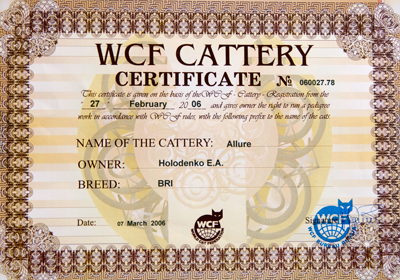 WCF CATTERY
CERTIFICATE № 060027.78
This certificate is given on the basis of the WCF - Cattery - Registration from the
27 February 20 06 and gives owner the right to run a pedigree
work in accordance with WCF rules, with the following prefix to the name of the cats.
NAME OF THE CATTERY: Allure
OWNER: Holodenko E.A.
BREED: BRI
Date: 07 March 2006
WCF
WCF